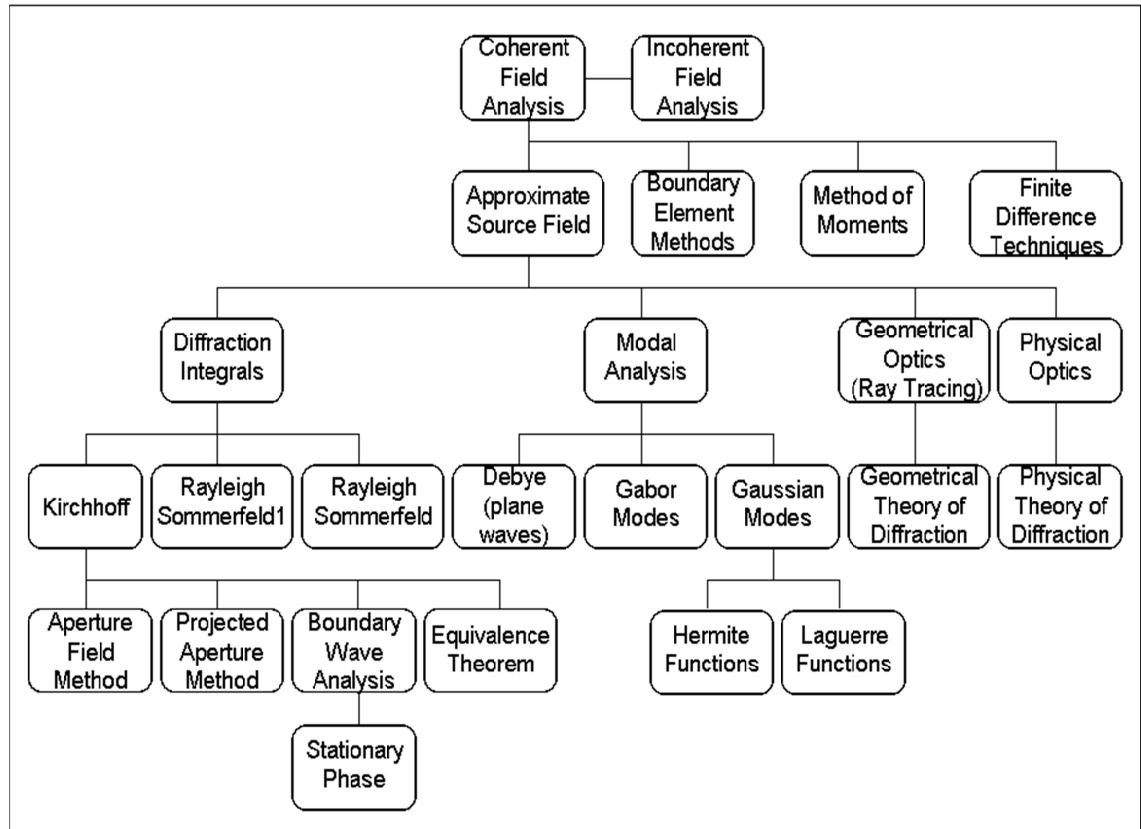 Coherent
Field
Analysis
Incoherent
Field
Analysis
Approximate
Source Field
Boundary
Element
Methods
Method of
Moments
Finite
Difference
Techniques
Diffraction
Integrals
Modal
Analysis
Geometrical
Optics
(Ray Tracing)
Physical
Optics
Kirchhoff
Rayleigh
Sommerfeld1
Rayleigh
Sommerfeld
Debye
(plane
waves)
Gabor
Modes
Gaussian
Modes
Geometrical
Theory of
Diffraction
Physical
Theory of
Diffraction
Aperture
Field
Method
Projected
Aperture
Method
Boundary
Wave
Analysis
Equivalence
Theorem
Hermite
Functions
Laguerre
Functions
Stationary
Phase